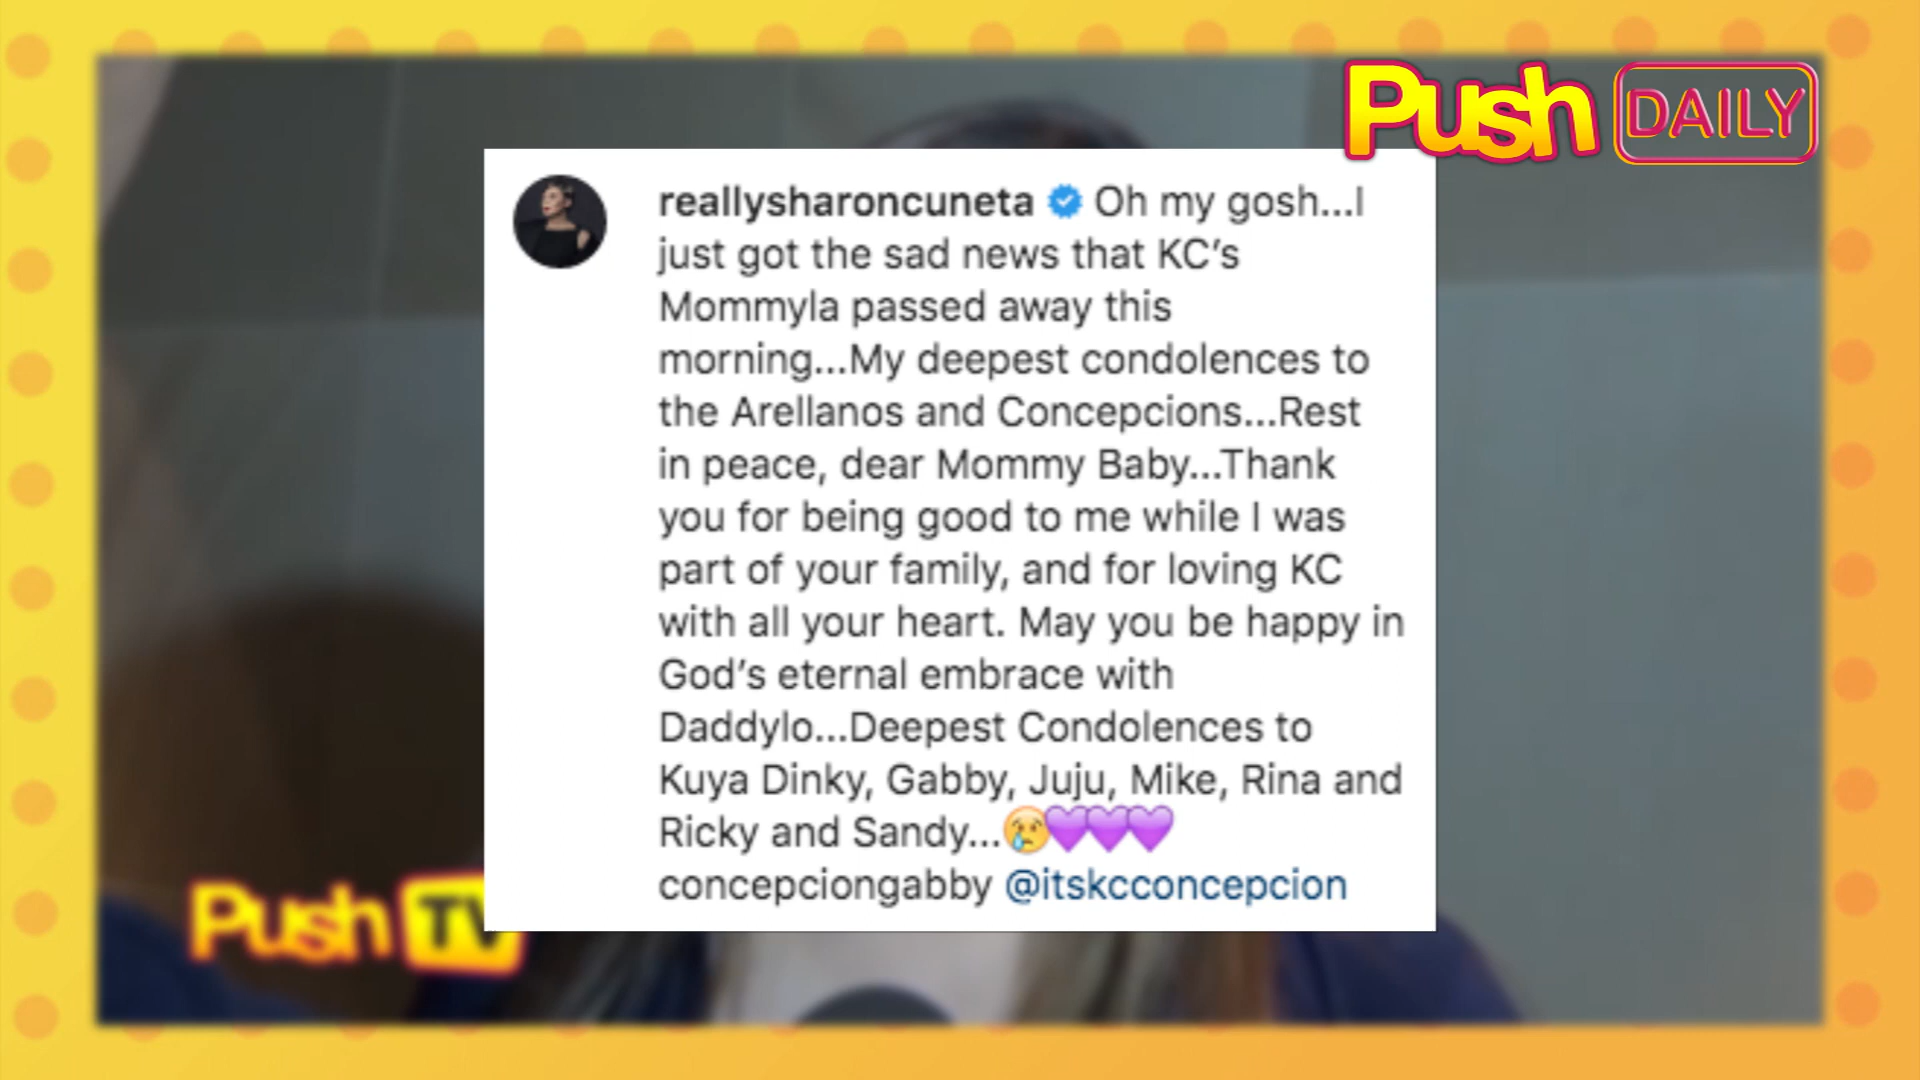 Push DAILY
reallysharoncuneta Oh my gosh...I
just got the sad news that KC's
Mommyla passed away this
morning...My deepest condolences to
the Arellanos and Concepcions...Rest
in peace, dear Mommy Baby...Thank
you for being good to me while I was
part of your family, and for loving KC
with all your heart. May you be happy in
God's eternal embrace with
Daddylo...Deepest Condolences to
Kuya Dinky, Gabby, Juju, Mike, Rina and
Ricky and Sandy...😢💜💜💜
concepciongabby @itskcconcepcion
Push TV